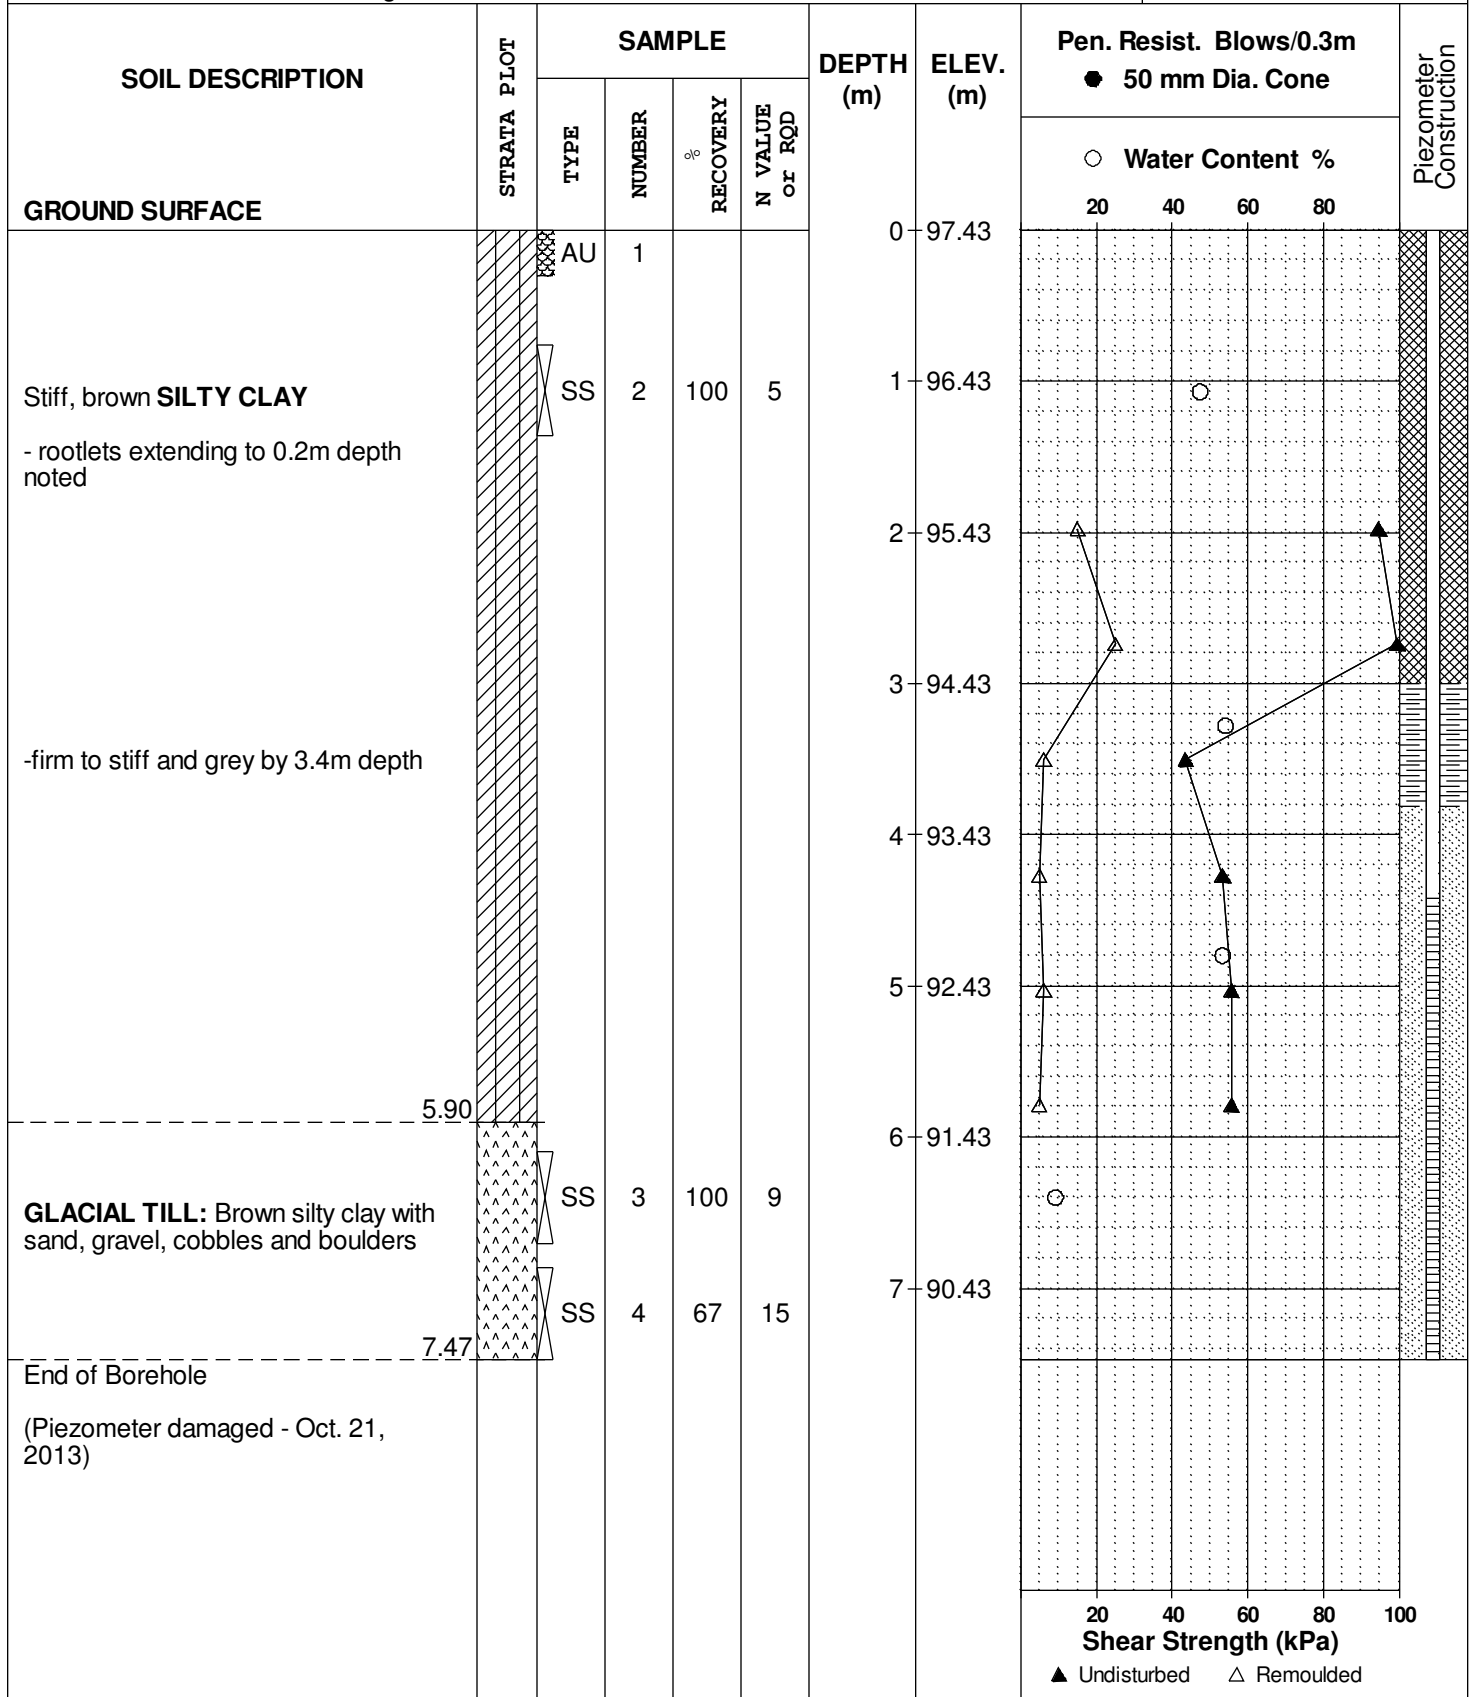 SOIL DESCRIPTION
GROUND SURFACE
STRATA PLOT
SAMPLE
TYPE
NUMBER
%
RECOVERY
N VALUE
or RQD
DEPTH
(m)
ELEV.
(m)
Pen. Resist. Blows/0.3m
● 50 mm Dia. Cone
○ Water Content %
20 40 60 80
Piezometer
Construction
0 97.43
AU 1
Stiff, brown SILTY CLAY
SS 2 100 5
1 96.43
- rootlets extending to 0.2m depth
noted
2 95.43
3 94.43
-firm to stiff and grey by 3.4m depth
4 93.43
5 92.43
5.90
6 91.43
GLACIAL TILL: Brown silty clay with
sand, gravel, cobbles and boulders
SS 3 100 9
7 90.43
SS 4 67 15
7.47
End of Borehole
(Piezometer damaged - Oct. 21,
2013)
20 40 60 80 100
Shear Strength (kPa)
▲ Undisturbed △ Remoulded